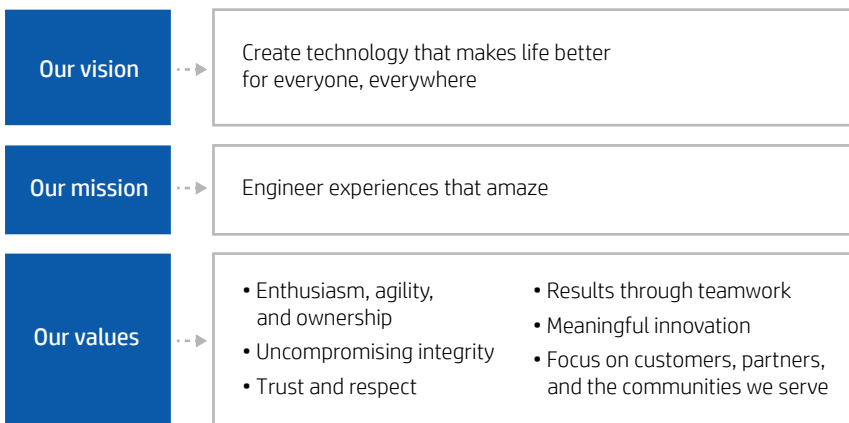 Our vision
Create technology that makes life better
for everyone, everywhere
Our mission
Engineer experiences that amaze
Our values
• Enthusiasm, agility,
and ownership
• Uncompromising integrity
• Trust and respect
• Results through teamwork
• Meaningful innovation
• Focus on customers, partners,
and the communities we serve